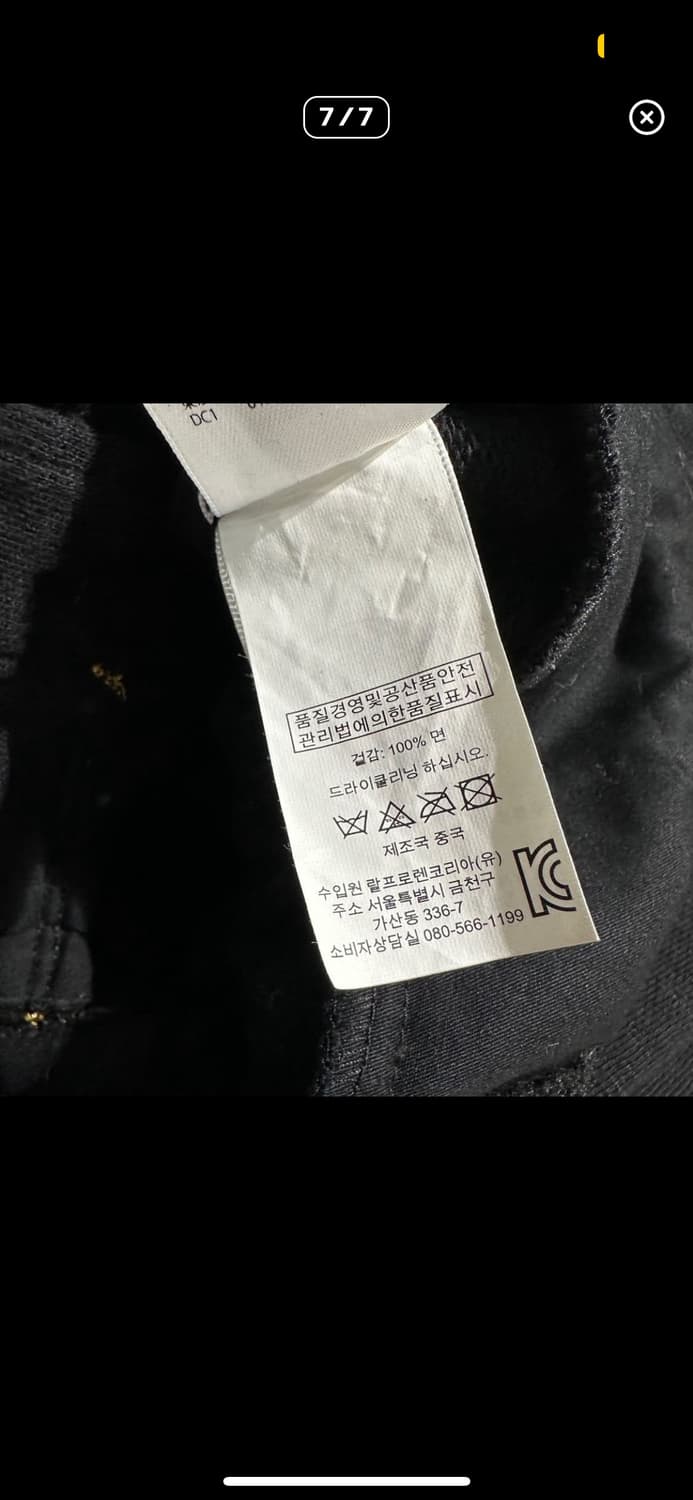 7/7
DC1
품질경영및공산품안전
관리법에의한품질표시
겉감: 100% 면
드라이쿨리닝 하십시오.
제조국 중국
수입원 랄프로렌코리아(유)
주소 서울특별시 금천구
가산동 336-7
소비자상담실 080-566-1199